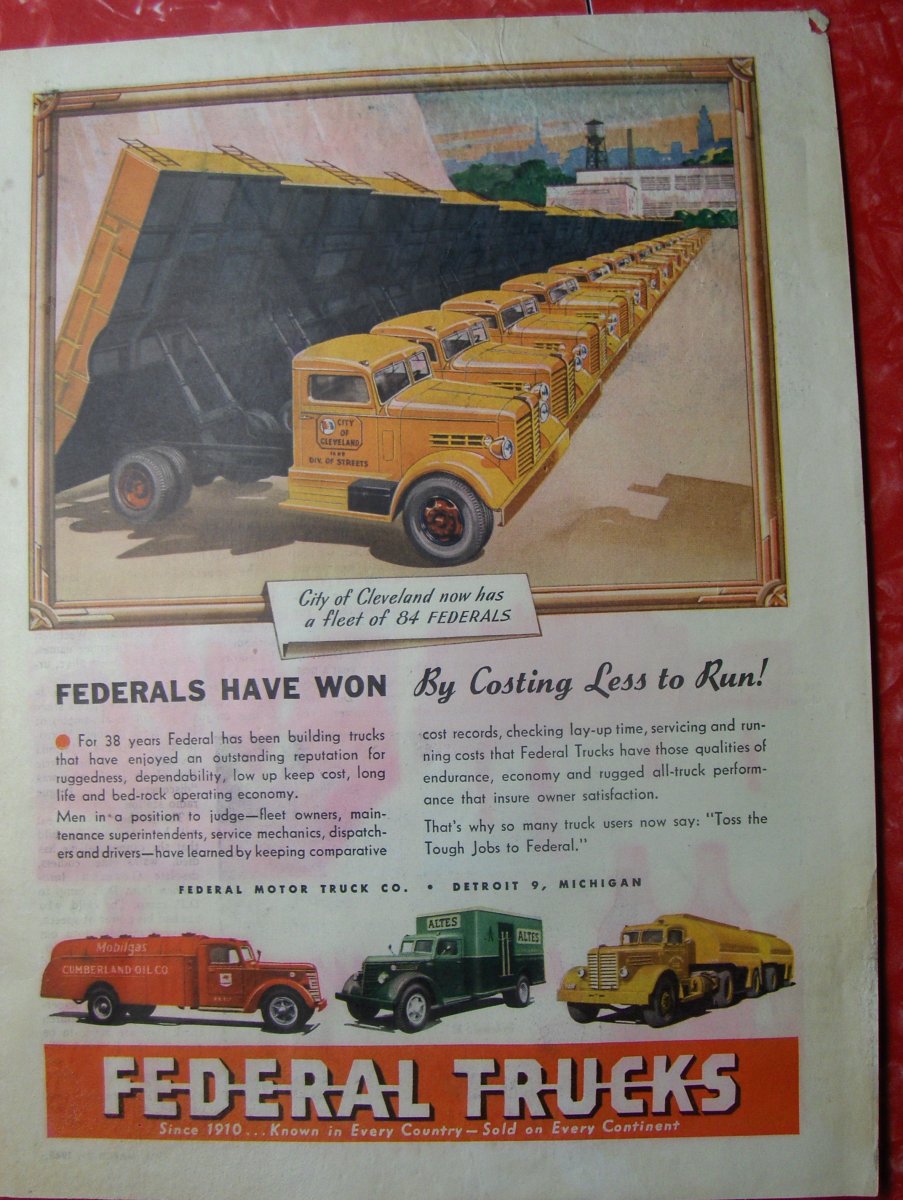 CITY
OF
CLEVELAND
DIV. OF STREETS
City of Cleveland now has
a fleet of 84 FEDERALS
FEDERALS HAVE WON By Costing Less to Run!
For 38 years Federal has been building trucks
that have enjoyed an outstanding reputation for
ruggedness, dependability, low up keep cost, long
life and bed-rock operating economy.
Men in a position to judge—fleet owners, main-
tenance superintendents, service mechanics, dispatch-
ers and drivers—have learned by keeping comparative
cost records, checking lay-up time, servicing and run-
ning costs that Federal Trucks have those qualities of
endurance, economy and rugged all-truck perform-
ance that insure owner satisfaction.
That's why so many truck users now say: "Toss the
Tough Jobs to Federal."
FEDERAL MOTOR TRUCK CO. • DETROIT 9, MICHIGAN
Mobilgas
CUMBERLAND OIL CO.
ALTES
ALTES
FEDERAL TRUCKS
Since 1910...Known in Every Country—Sold on Every Continent